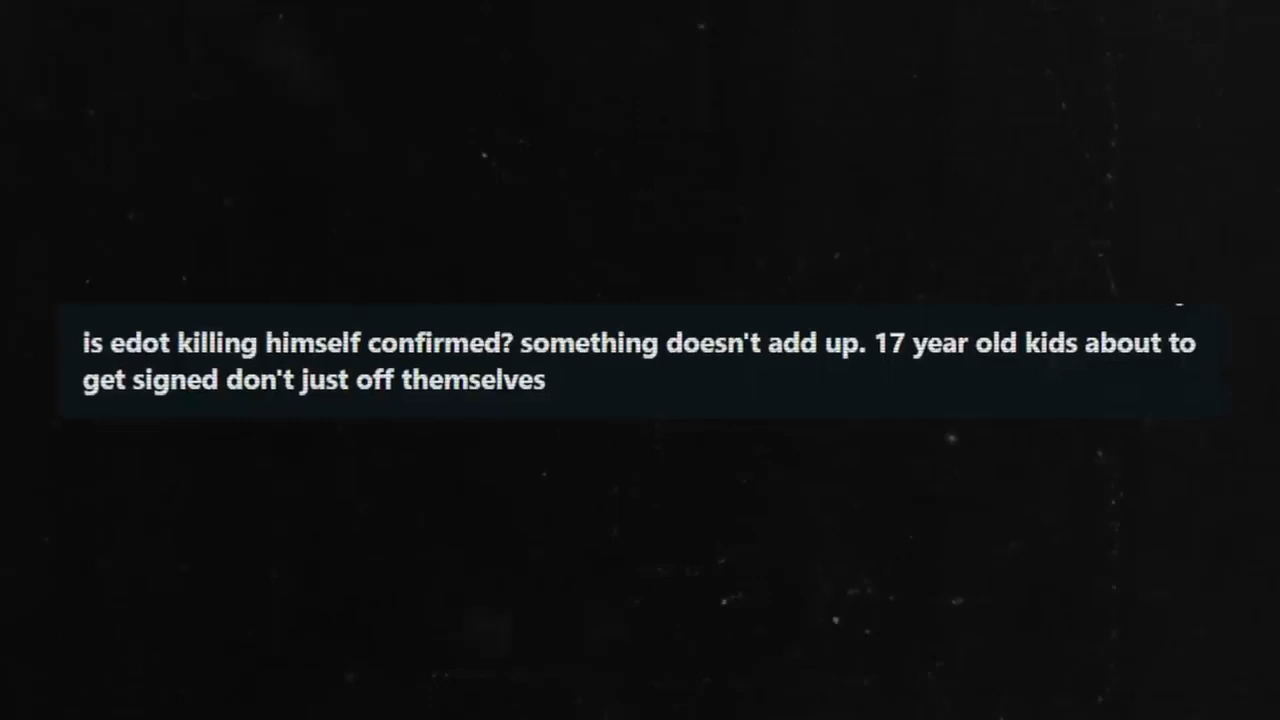 is edot killing himself confirmed? something doesn't add up. 17 year old kids about to
get signed don't just off themselves